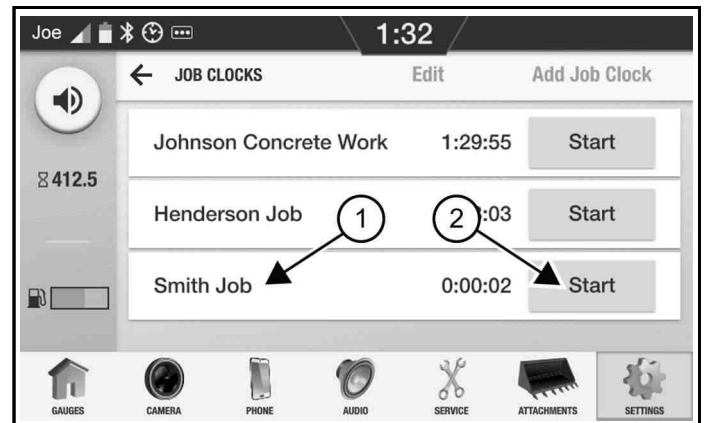 Joe 1:32
JOB CLOCKS Edit Add Job Clock
Johnson Concrete Work 1:29:55 Start
412.5
Henderson Job 1 2 :03 Start
Smith Job 0:00:02 Start
GAUGES CAMERA PHONE AUDIO SERVICE ATTACHMENTS SETTINGS